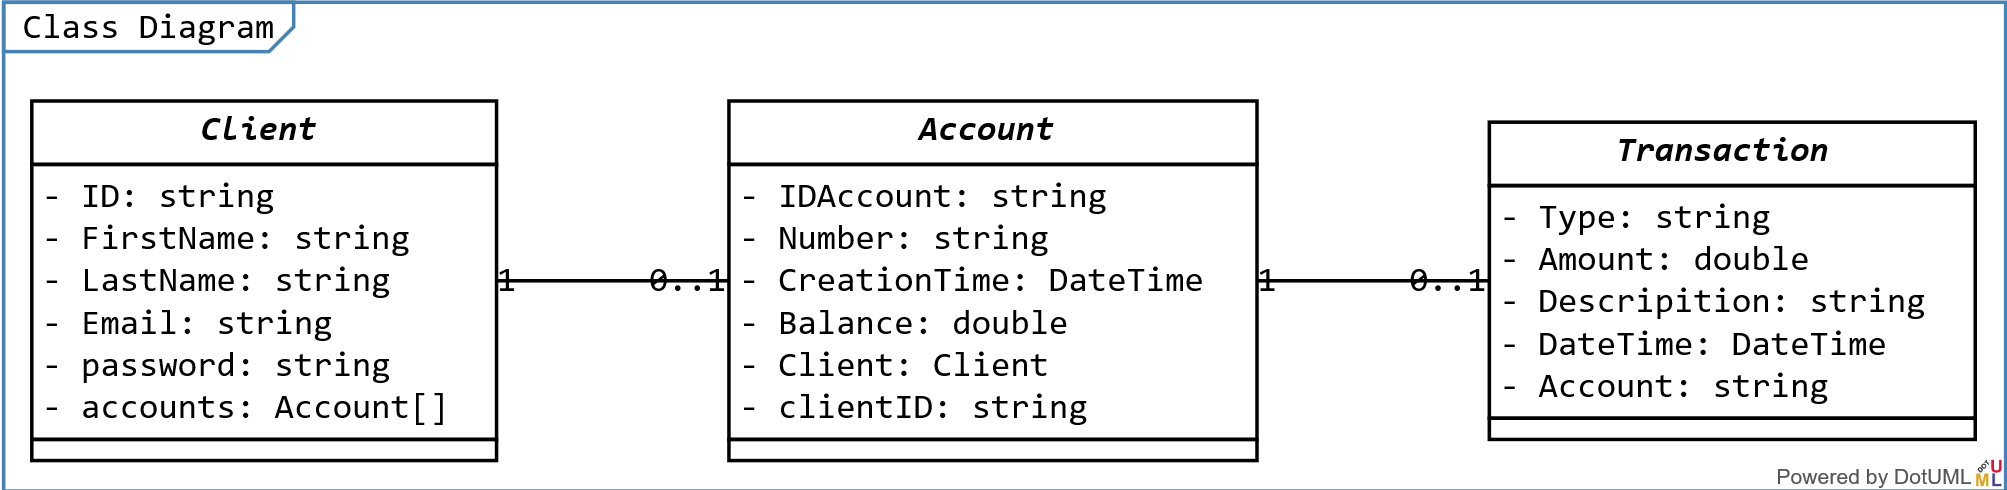 Class Diagram
Client
- ID: string
- FirstName: string
- LastName: string
- Email: string
- password: string
- accounts: Account[]
1
0..1
Account
- IDAccount: string
- Number: string
- CreationTime: DateTime
- Balance: double
- Client: Client
- clientID: string
1
0..1
Transaction
- Type: string
- Amount: double
- Descripition: string
- DateTime: DateTime
- Account: string
Powered by DotUML
DOT
U
ML